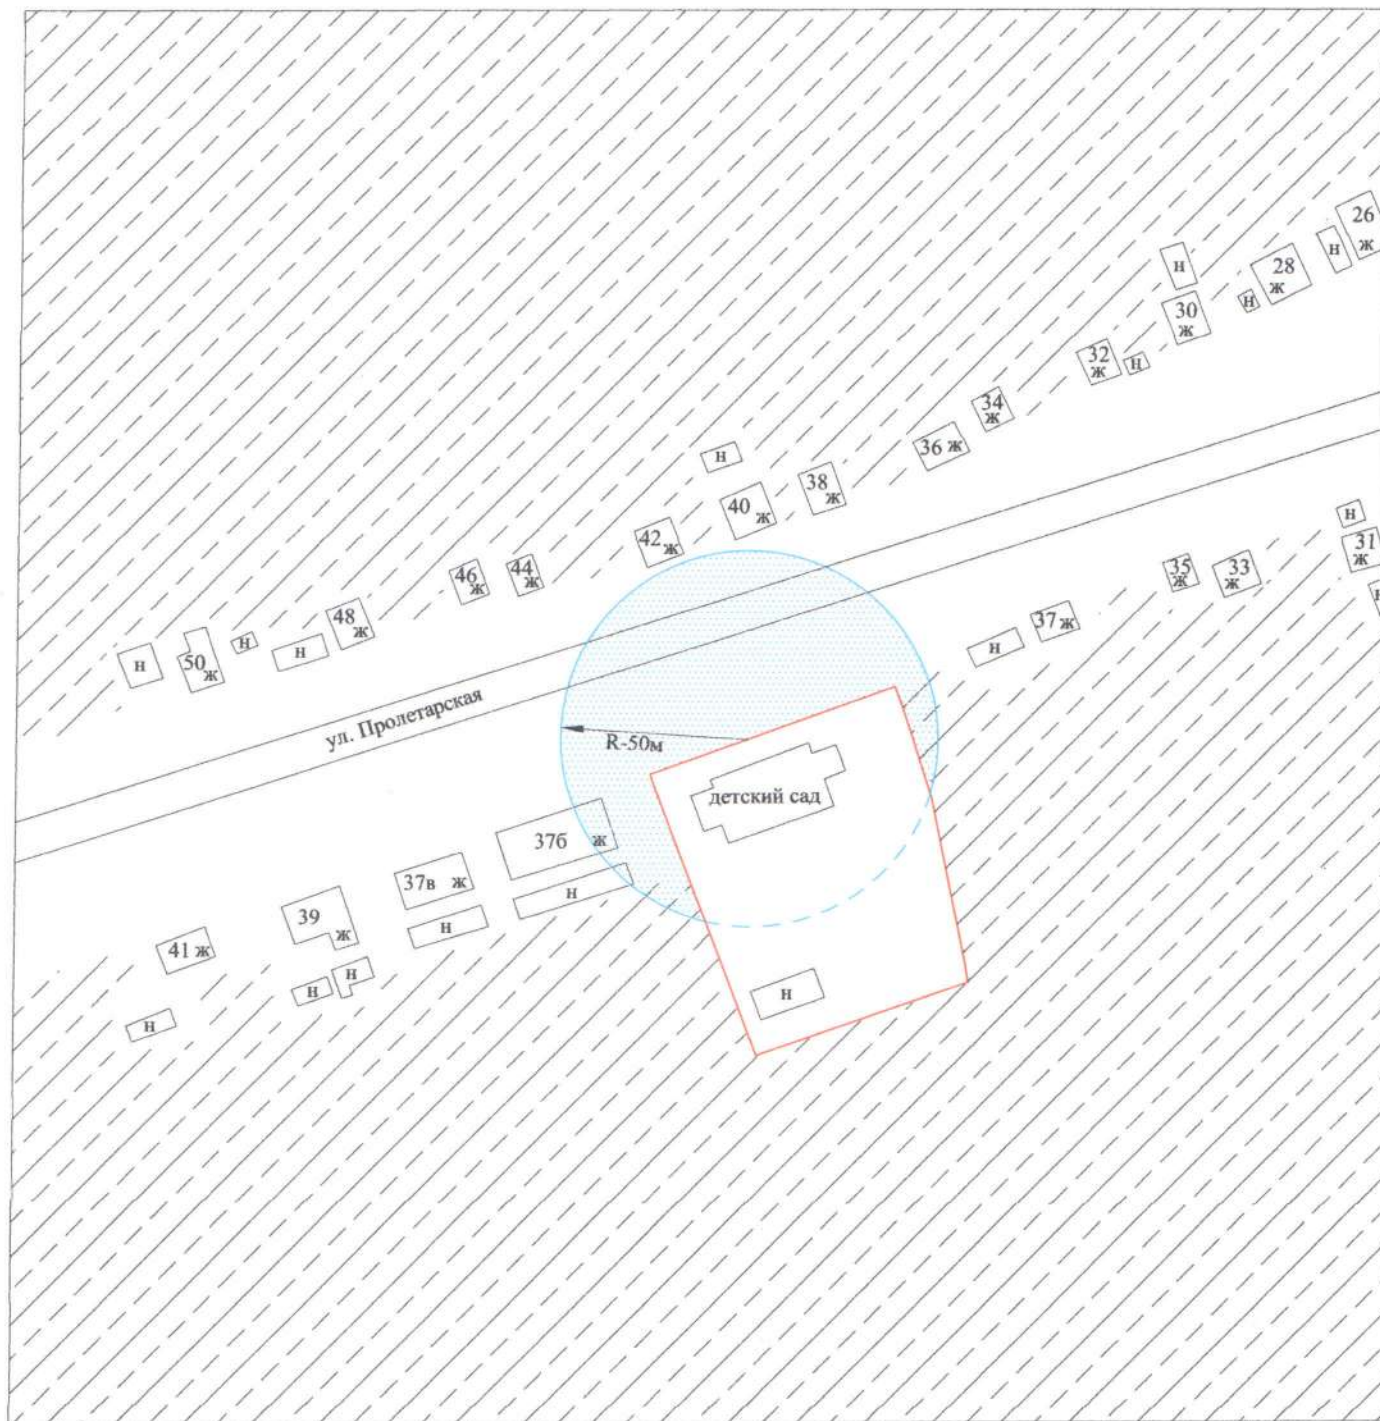 26
ж
н
28
ж
н
н
30
ж
32
ж
н
34
ж
36 ж
38
ж
н
40
ж
42
ж
44
ж
46
ж
48
ж
н
н
50
ж
н
ул. Пролетарская
R-50м
детский сад
н
н
31
ж
н
33
ж
35
ж
37 ж
н
37б ж
н
37в ж
н
39
ж
н
н
41 ж
н